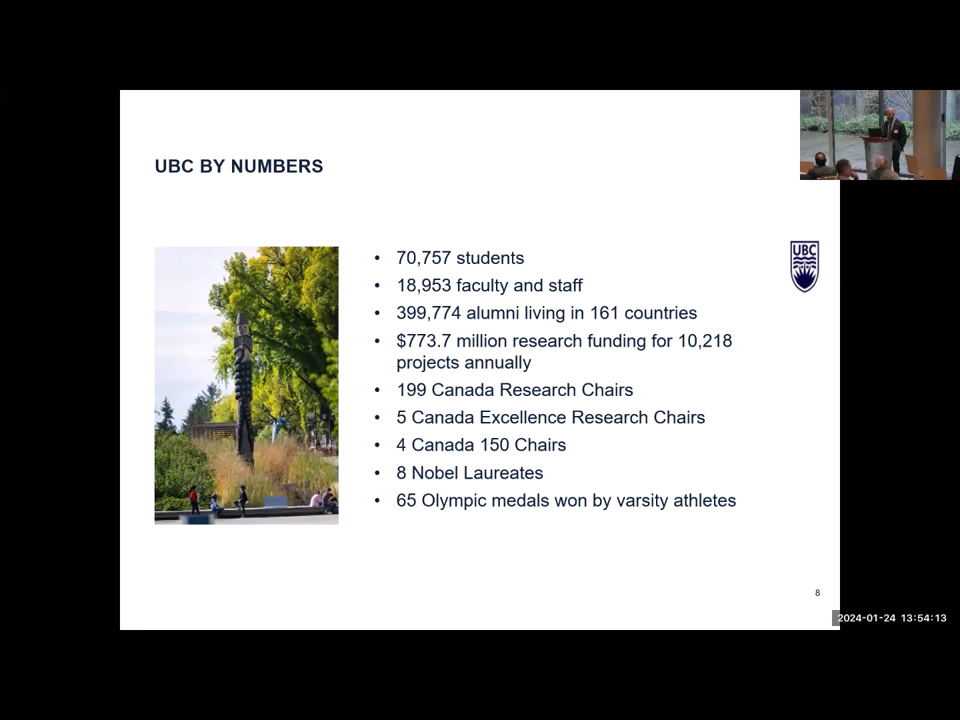 UBC BY NUMBERS
• 70,757 students
• 18,953 faculty and staff
• 399,774 alumni living in 161 countries
• $773.7 million research funding for 10,218
projects annually
• 199 Canada Research Chairs
• 5 Canada Excellence Research Chairs
• 4 Canada 150 Chairs
• 8 Nobel Laureates
• 65 Olympic medals won by varsity athletes
UBC
8
2024-01-24 13:54:13